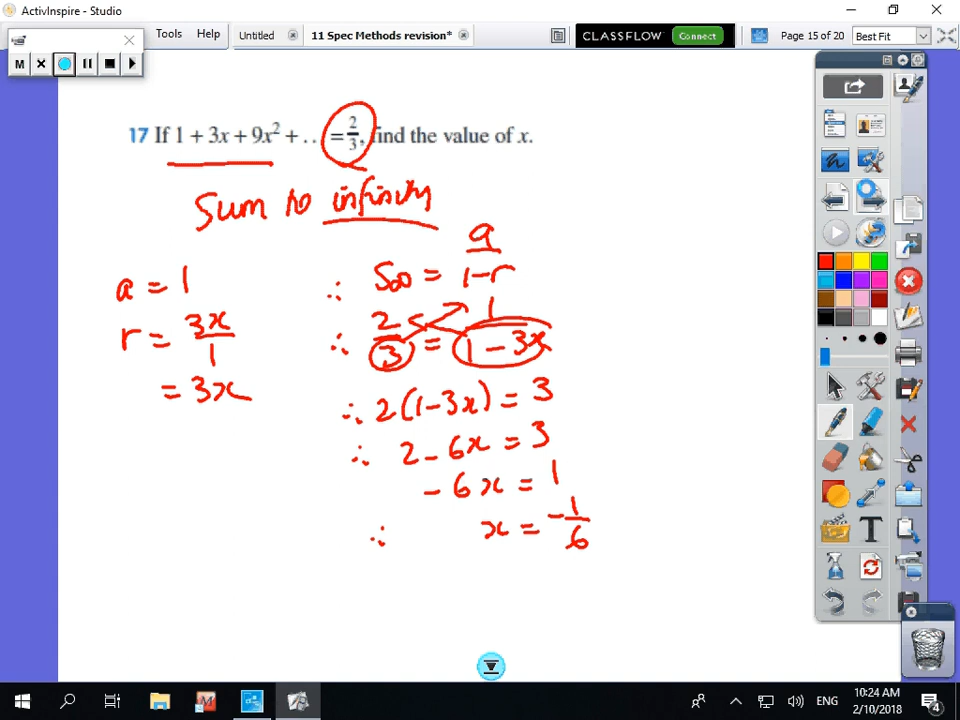 ActivInspire - Studio
Tools Help Untitled 11 Spec Methods revision* CLASSFLOW Connect Page 15 of 20 Best Fit
M
17 If 1 + 3x + 9x² + … = 2/3, find the value of x.
Sum to infinity
a = 1
r = 3x/1
= 3x
∴ S∞ = a/1-r
∴ 2/3 = 1/1-3x
∴ 2(1-3x) = 3
∴ 2-6x = 3
-6x = 1
∴ x = -1/6
T
ENG
10:24 AM
2/10/2018
4